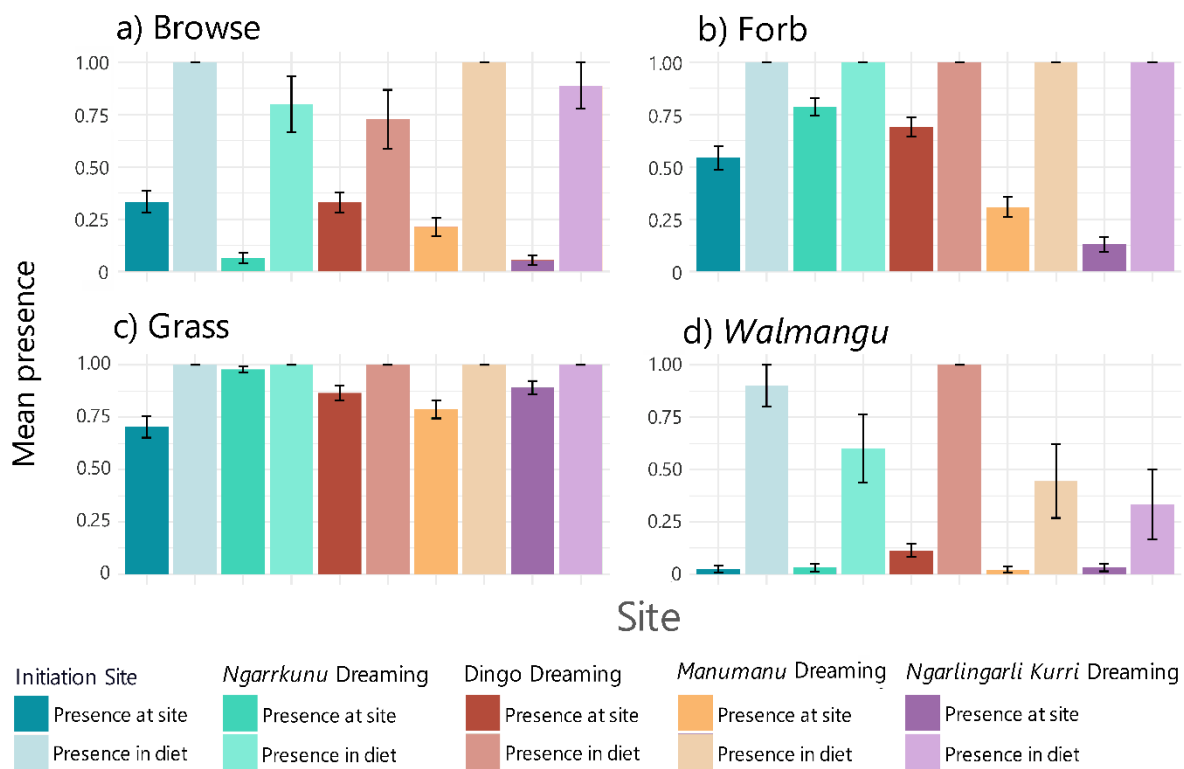 a) Browse
1.00
0.75
0.50
0.25
0
b) Forb
1.00
0.75
0.50
0.25
0
Mean presence
c) Grass
1.00
0.75
0.50
0.25
0
d) Walmangu
1.00
0.75
0.50
0.25
0
Site
Initiation Site
Presence at site
Presence in diet
Ngarrkunu Dreaming
Presence at site
Presence in diet
Dingo Dreaming
Presence at site
Presence in diet
Manumanu Dreaming
Presence at site
Presence in diet
Ngarlingarli Kurri Dreaming
Presence at site
Presence in diet